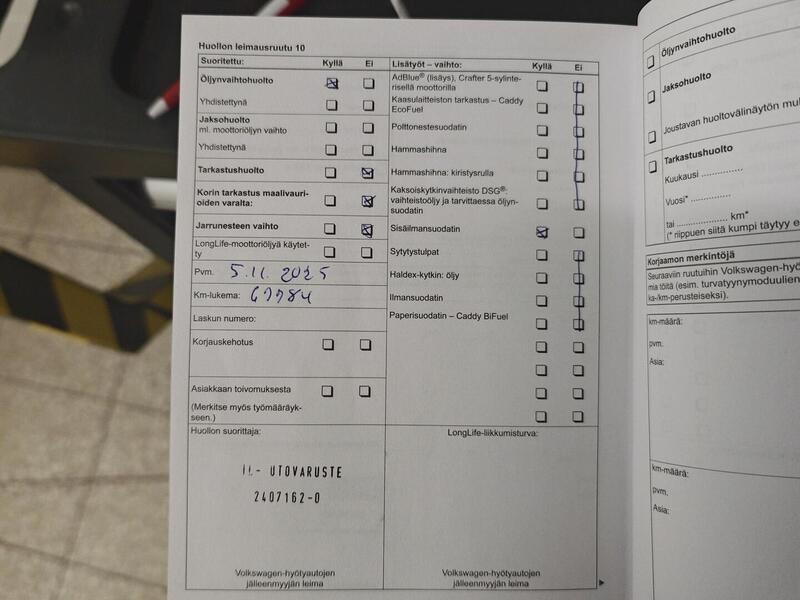 Huollon leimausruutu 10
Suoritettu: Kyllä Ei
Öljynvaihtohuolto
Yhdistettynä
Jaksohuolto
ml. moottoriöljyn vaihto
Yhdistettynä
Tarkastushuolto
Korin tarkastus maalivauri-
oiden varalta:
Jarrunesteen vaihto
LongLife-moottoriöljyä käytet-
ty
Pvm. 5.11.2025
Km-lukema:
Laskun numero:
Korjauskehotus
Asiakkaan toivomuksesta
(Merkitse myös työmääräyk-
seen.)
Huollon suorittaja:
UTOVARUSTE
2407162-0
Volkswagen-hyötyautojen
jälleenmyyjän leima
Lisätyöt – vaihto: Kyllä Ei
AdBlue® (lisäys), Crafter 5-sylinte-
risellä moottorilla
Kaasulaitteiston tarkastus – Caddy
EcoFuel
Polttonestesuodatin
Hammashihna
Hammashihna: kiristysrulla
Kaksoiskytkinvaihteisto DSG®:
vaihteistoöljy ja tarvittaessa öljyn-
suodatin
Sisäilmansuodatin
Sytytystulpat
Haldex-kytkin: öljy
Ilmansuodatin
Paperisuodatin – Caddy BiFuel
LongLife-liikkumisturva:
Volkswagen-hyötyautojen
jälleenmyyjän leima
Öljynvaihtohuolto
Jaksohuolto
Joustavan huoltovälinäytön
Tarkastushuolto
Kuukausi ..............
Vuosi* ..............
tai .................. km*
(* riippuen siitä kumpi täytyy
Korjaamon merkintöjä
Seuraaviin ruutuihin
mia töitä (esim. turvatyynymoduulien
ka-/km-perusteiseksi).
km-määrä:
pvm.
Asia:
km-määrä:
pvm.
Asia: